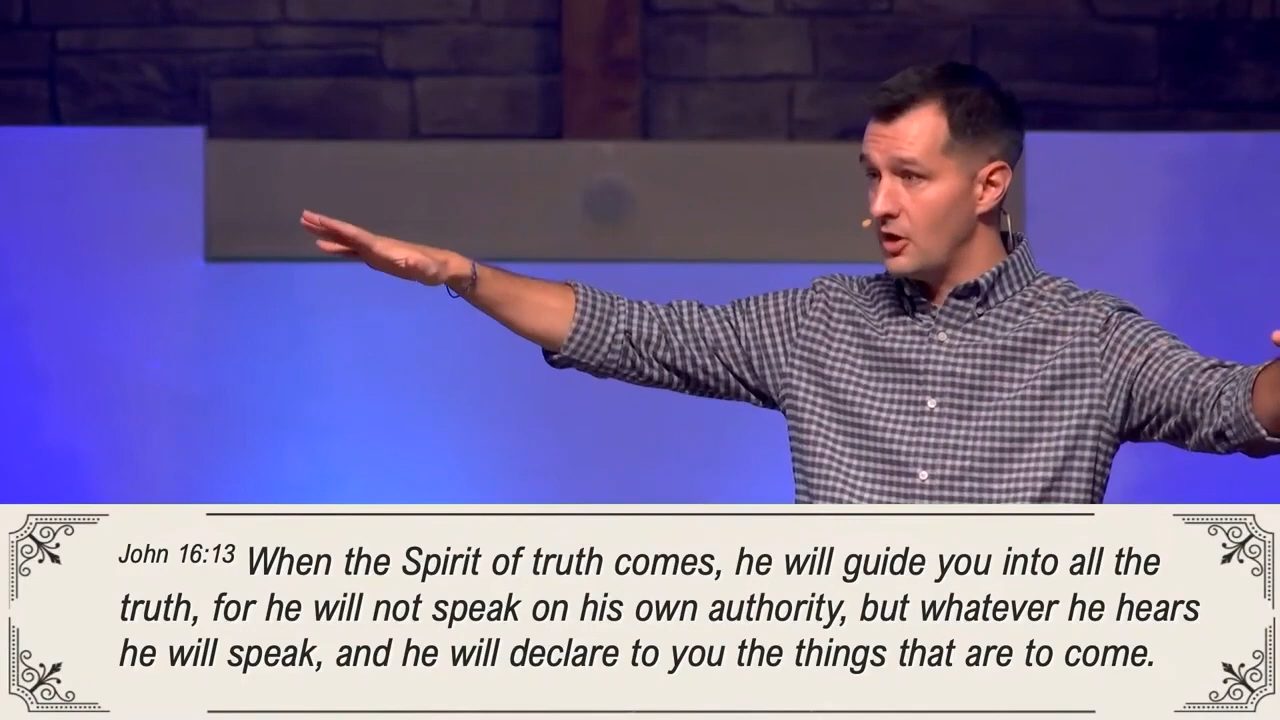 John 16:13 When the Spirit of truth comes, he will guide you into all the
truth, for he will not speak on his own authority, but whatever he hears
he will speak, and he will declare to you the things that are to come.